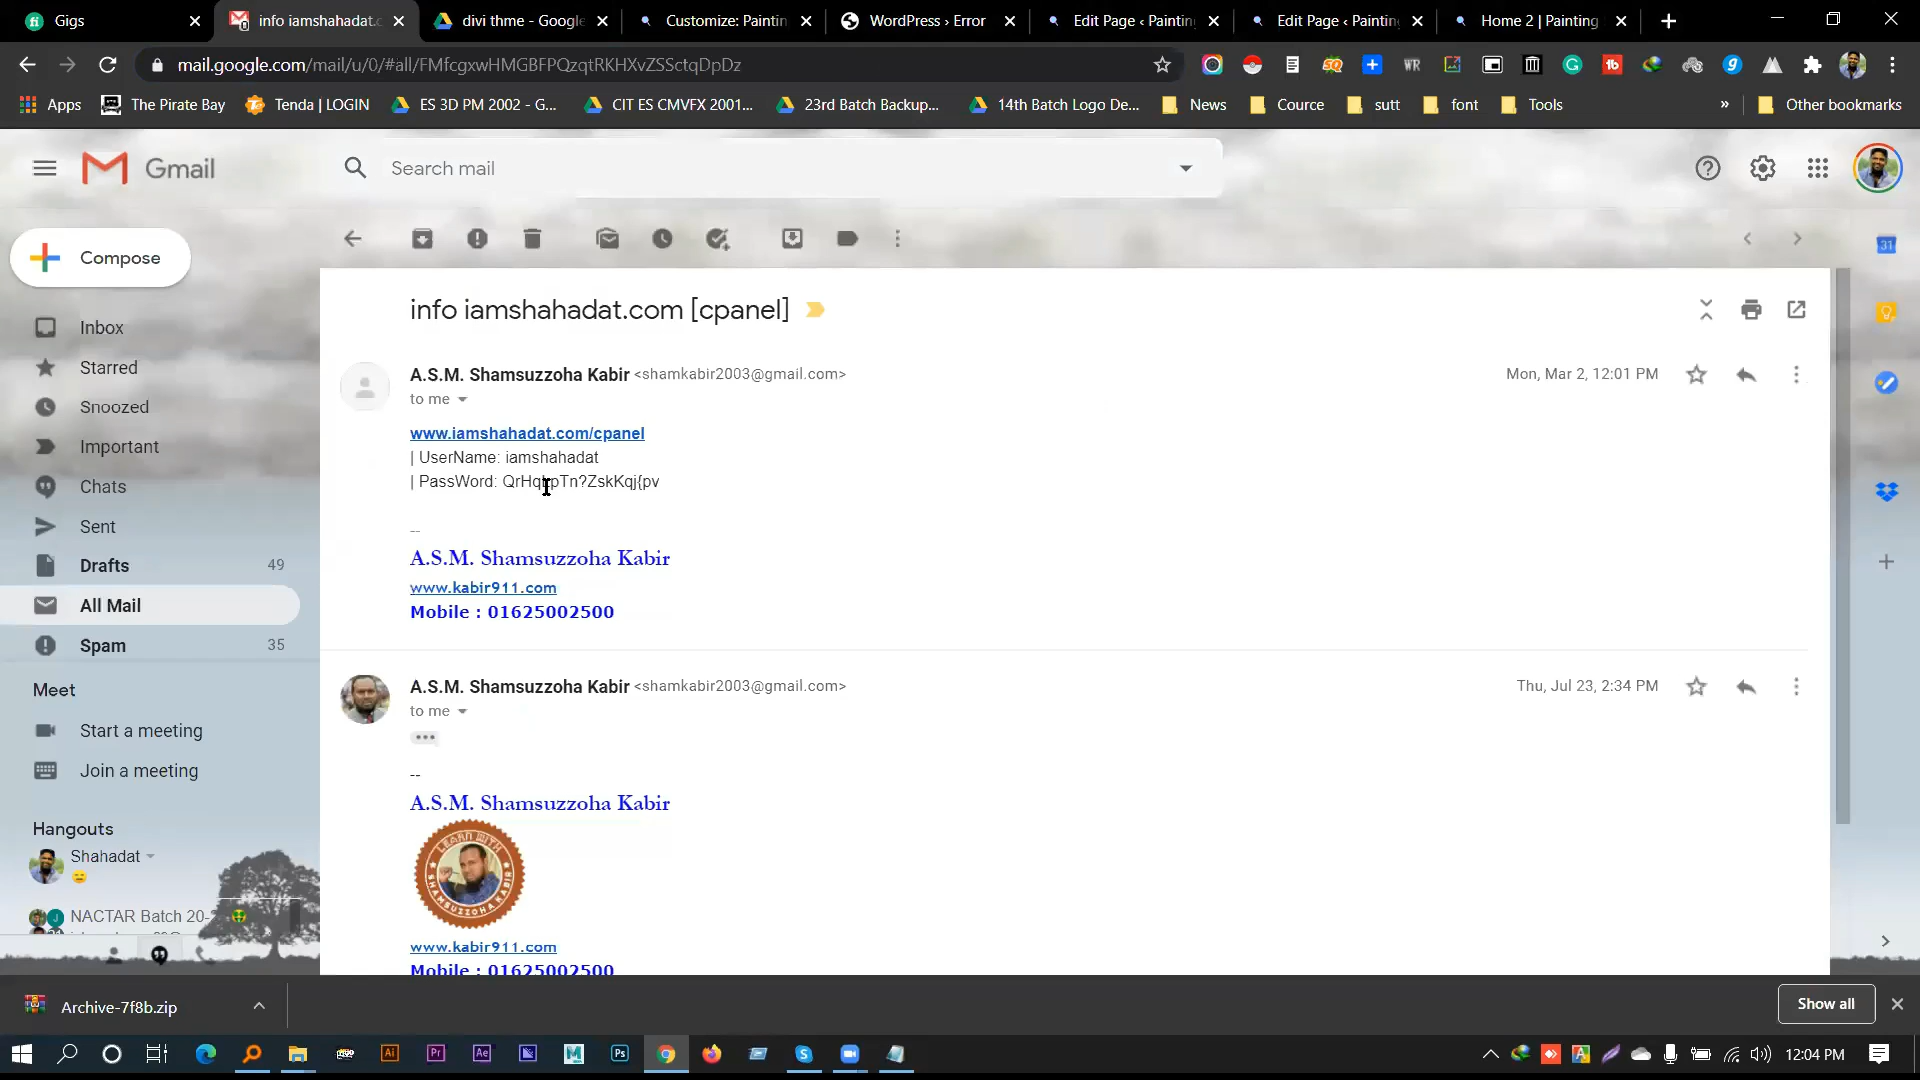 Gigs
info iamshahadat.c
divi thme - Google
Customize: Paintin
WordPress › Error
Edit Page ‹ Paintin
Edit Page ‹ Paintin
Home 2 | Painting
mail.google.com/mail/u/0/#all/FMfcgxwHMGBFPQzqtRKHXvZSSctqDpDz
Apps
The Pirate Bay
Tenda | LOGIN
ES 3D PM 2002 - G...
CIT ES CMVFX 2001...
23rd Batch Backup...
14th Batch Logo De...
News
Cource
sutt
font
Tools
»
Other bookmarks
Gmail
Search mail
Compose
Inbox
Starred
Snoozed
Important
Chats
Sent
Drafts 49
All Mail
Spam 35
Meet
Start a meeting
Join a meeting
Hangouts
Shahadat
NACTAR Batch 20-
info iamshahadat.com [cpanel]
A.S.M. Shamsuzzoha Kabir <shamkabir2003@gmail.com>
Mon, Mar 2, 12:01 PM
to me
www.iamshahadat.com/cpanel
| UserName: iamshahadat
| PassWord:
--
A.S.M. Shamsuzzoha Kabir
www.kabir911.com
Mobile : 01625002500
A.S.M. Shamsuzzoha Kabir <shamkabir2003@gmail.com>
Thu, Jul 23, 2:34 PM
to me
--
A.S.M. Shamsuzzoha Kabir
LEARN WITH
SHAMSUZZOHA KABIR
www.kabir911.com
Mobile : 01625002500
Archive-7f8b.zip
Show all
12:04 PM